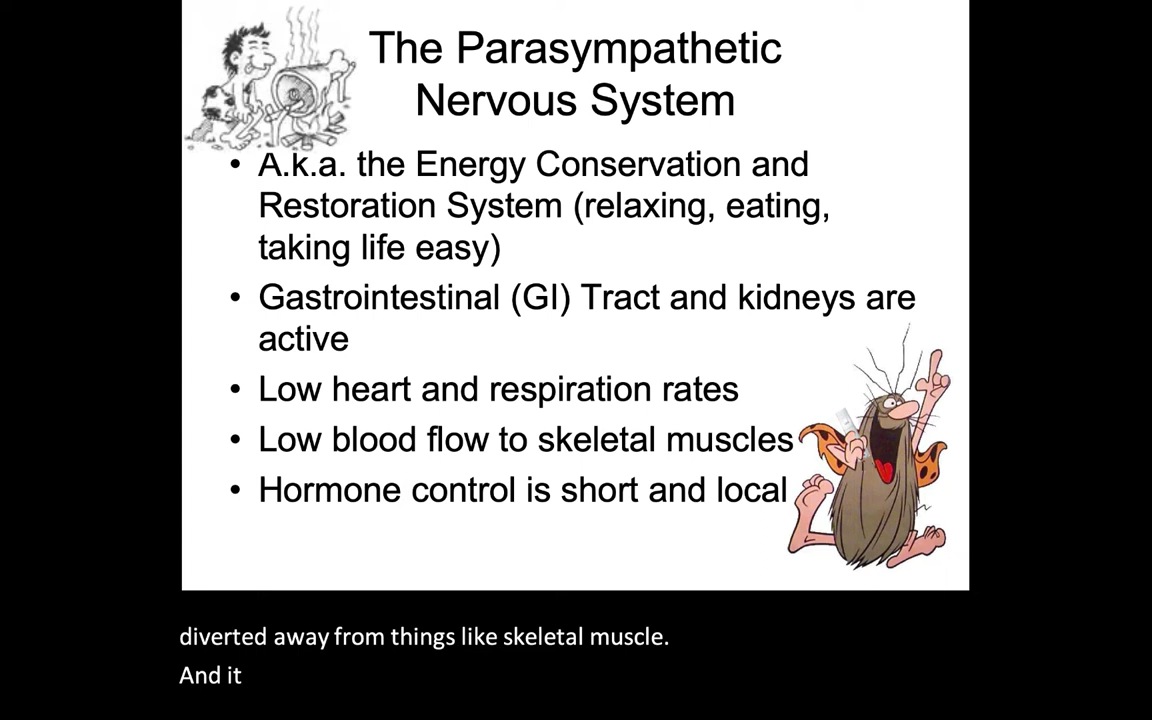 The Parasympathetic
Nervous System
• A.k.a. the Energy Conservation and
Restoration System (relaxing, eating,
taking life easy)
• Gastrointestinal (GI) Tract and kidneys are
active
• Low heart and respiration rates
• Low blood flow to skeletal muscles
• Hormone control is short and local
diverted away from things like skeletal muscle.
And it